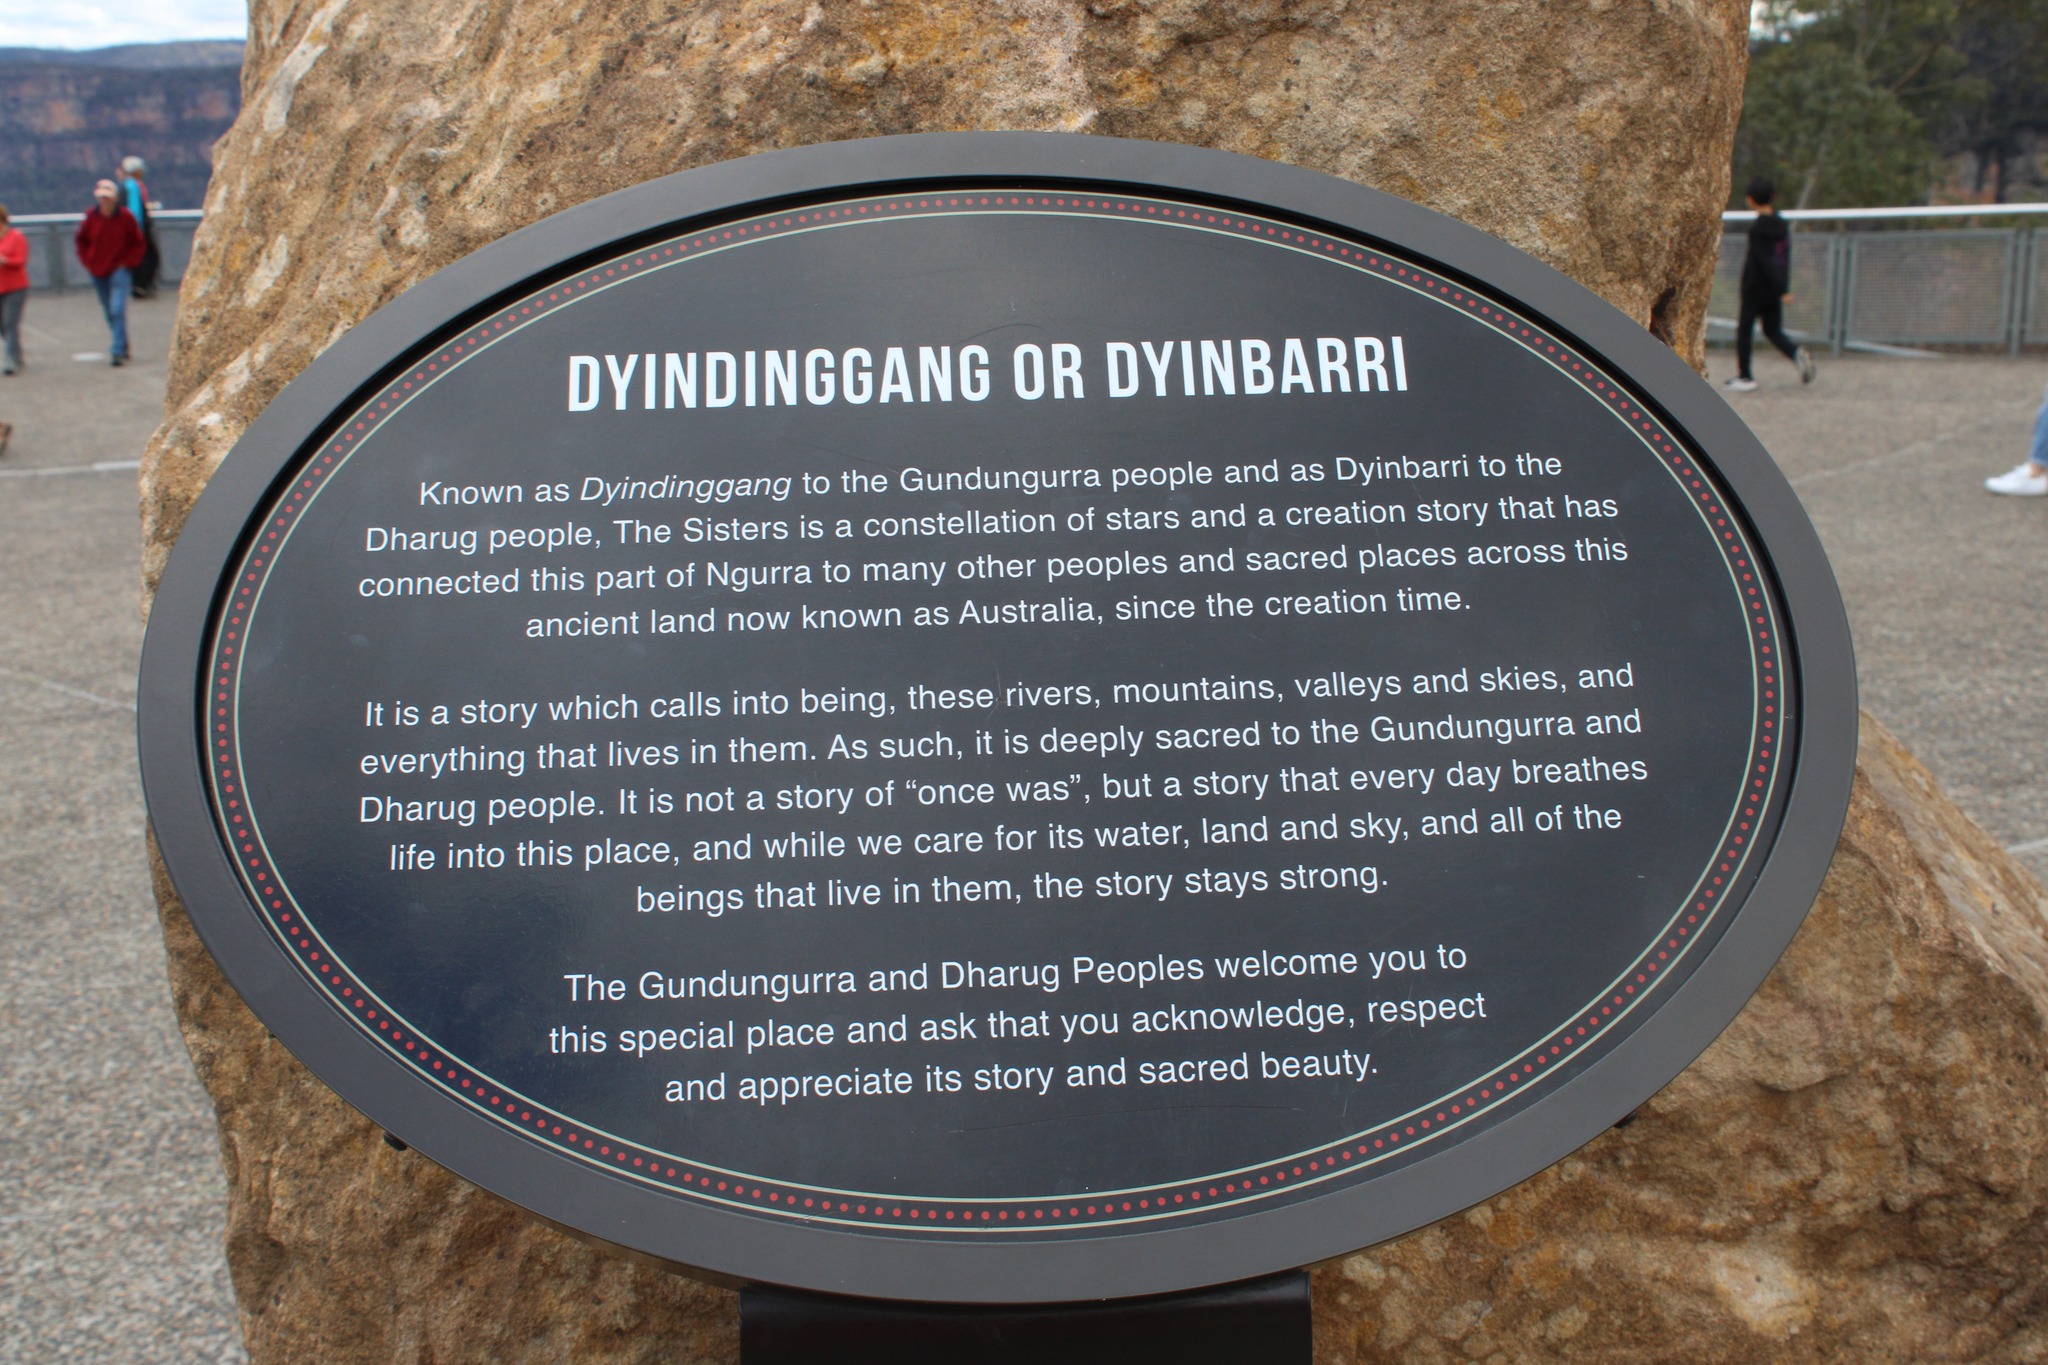 DYINDINGGANG OR DYINBARRI
Known as Dyindinggang to the Gundungurra people and as Dyinbarri to the
Dharug people, The Sisters is a constellation of stars and a creation story that has
connected this part of Ngurra to many other peoples and sacred places across this
ancient land now known as Australia, since the creation time.
It is a story which calls into being, these rivers, mountains, valleys and skies, and
everything that lives in them. As such, it is deeply sacred to the Gundungurra and
Dharug people. It is not a story of “once was”, but a story that every day breathes
life into this place, and while we care for its water, land and sky, and all of the
beings that live in them, the story stays strong.
The Gundungurra and Dharug Peoples welcome you to
this special place and ask that you acknowledge, respect
and appreciate its story and sacred beauty.